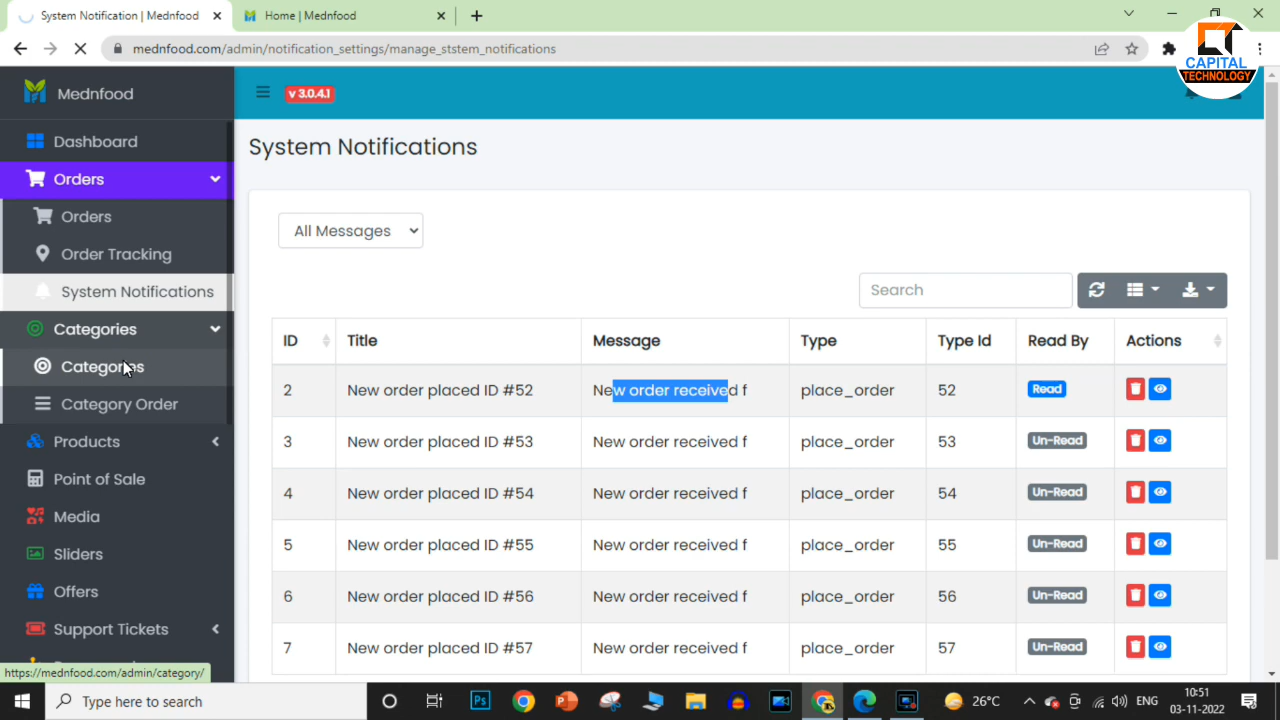 System Notification | Mednfood
Home | Mednfood
mednfood.com/admin/notification_settings/manage_ststem_notifications
CAPITAL
TECHNOLOGY
Mednfood
v 3.0.4.1
Dashboard
Orders
Orders
Order Tracking
System Notifications
Categories
Categories
Category Order
Products
Point of Sale
Media
Sliders
Offers
Support Tickets
https://mednfood.com/admin/category/
System Notifications
All Messages
Search
ID Title Message Type Type Id Read By Actions
2 New order placed ID #52 New order received f place_order 52 Read
3 New order placed ID #53 New order received f place_order 53 Un-Read
4 New order placed ID #54 New order received f place_order 54 Un-Read
5 New order placed ID #55 New order received f place_order 55 Un-Read
6 New order placed ID #56 New order received f place_order 56 Un-Read
7 New order placed ID #57 New order received f place_order 57 Un-Read
Type here to search
Ps
26°C
ENG
10:51
03-11-2022